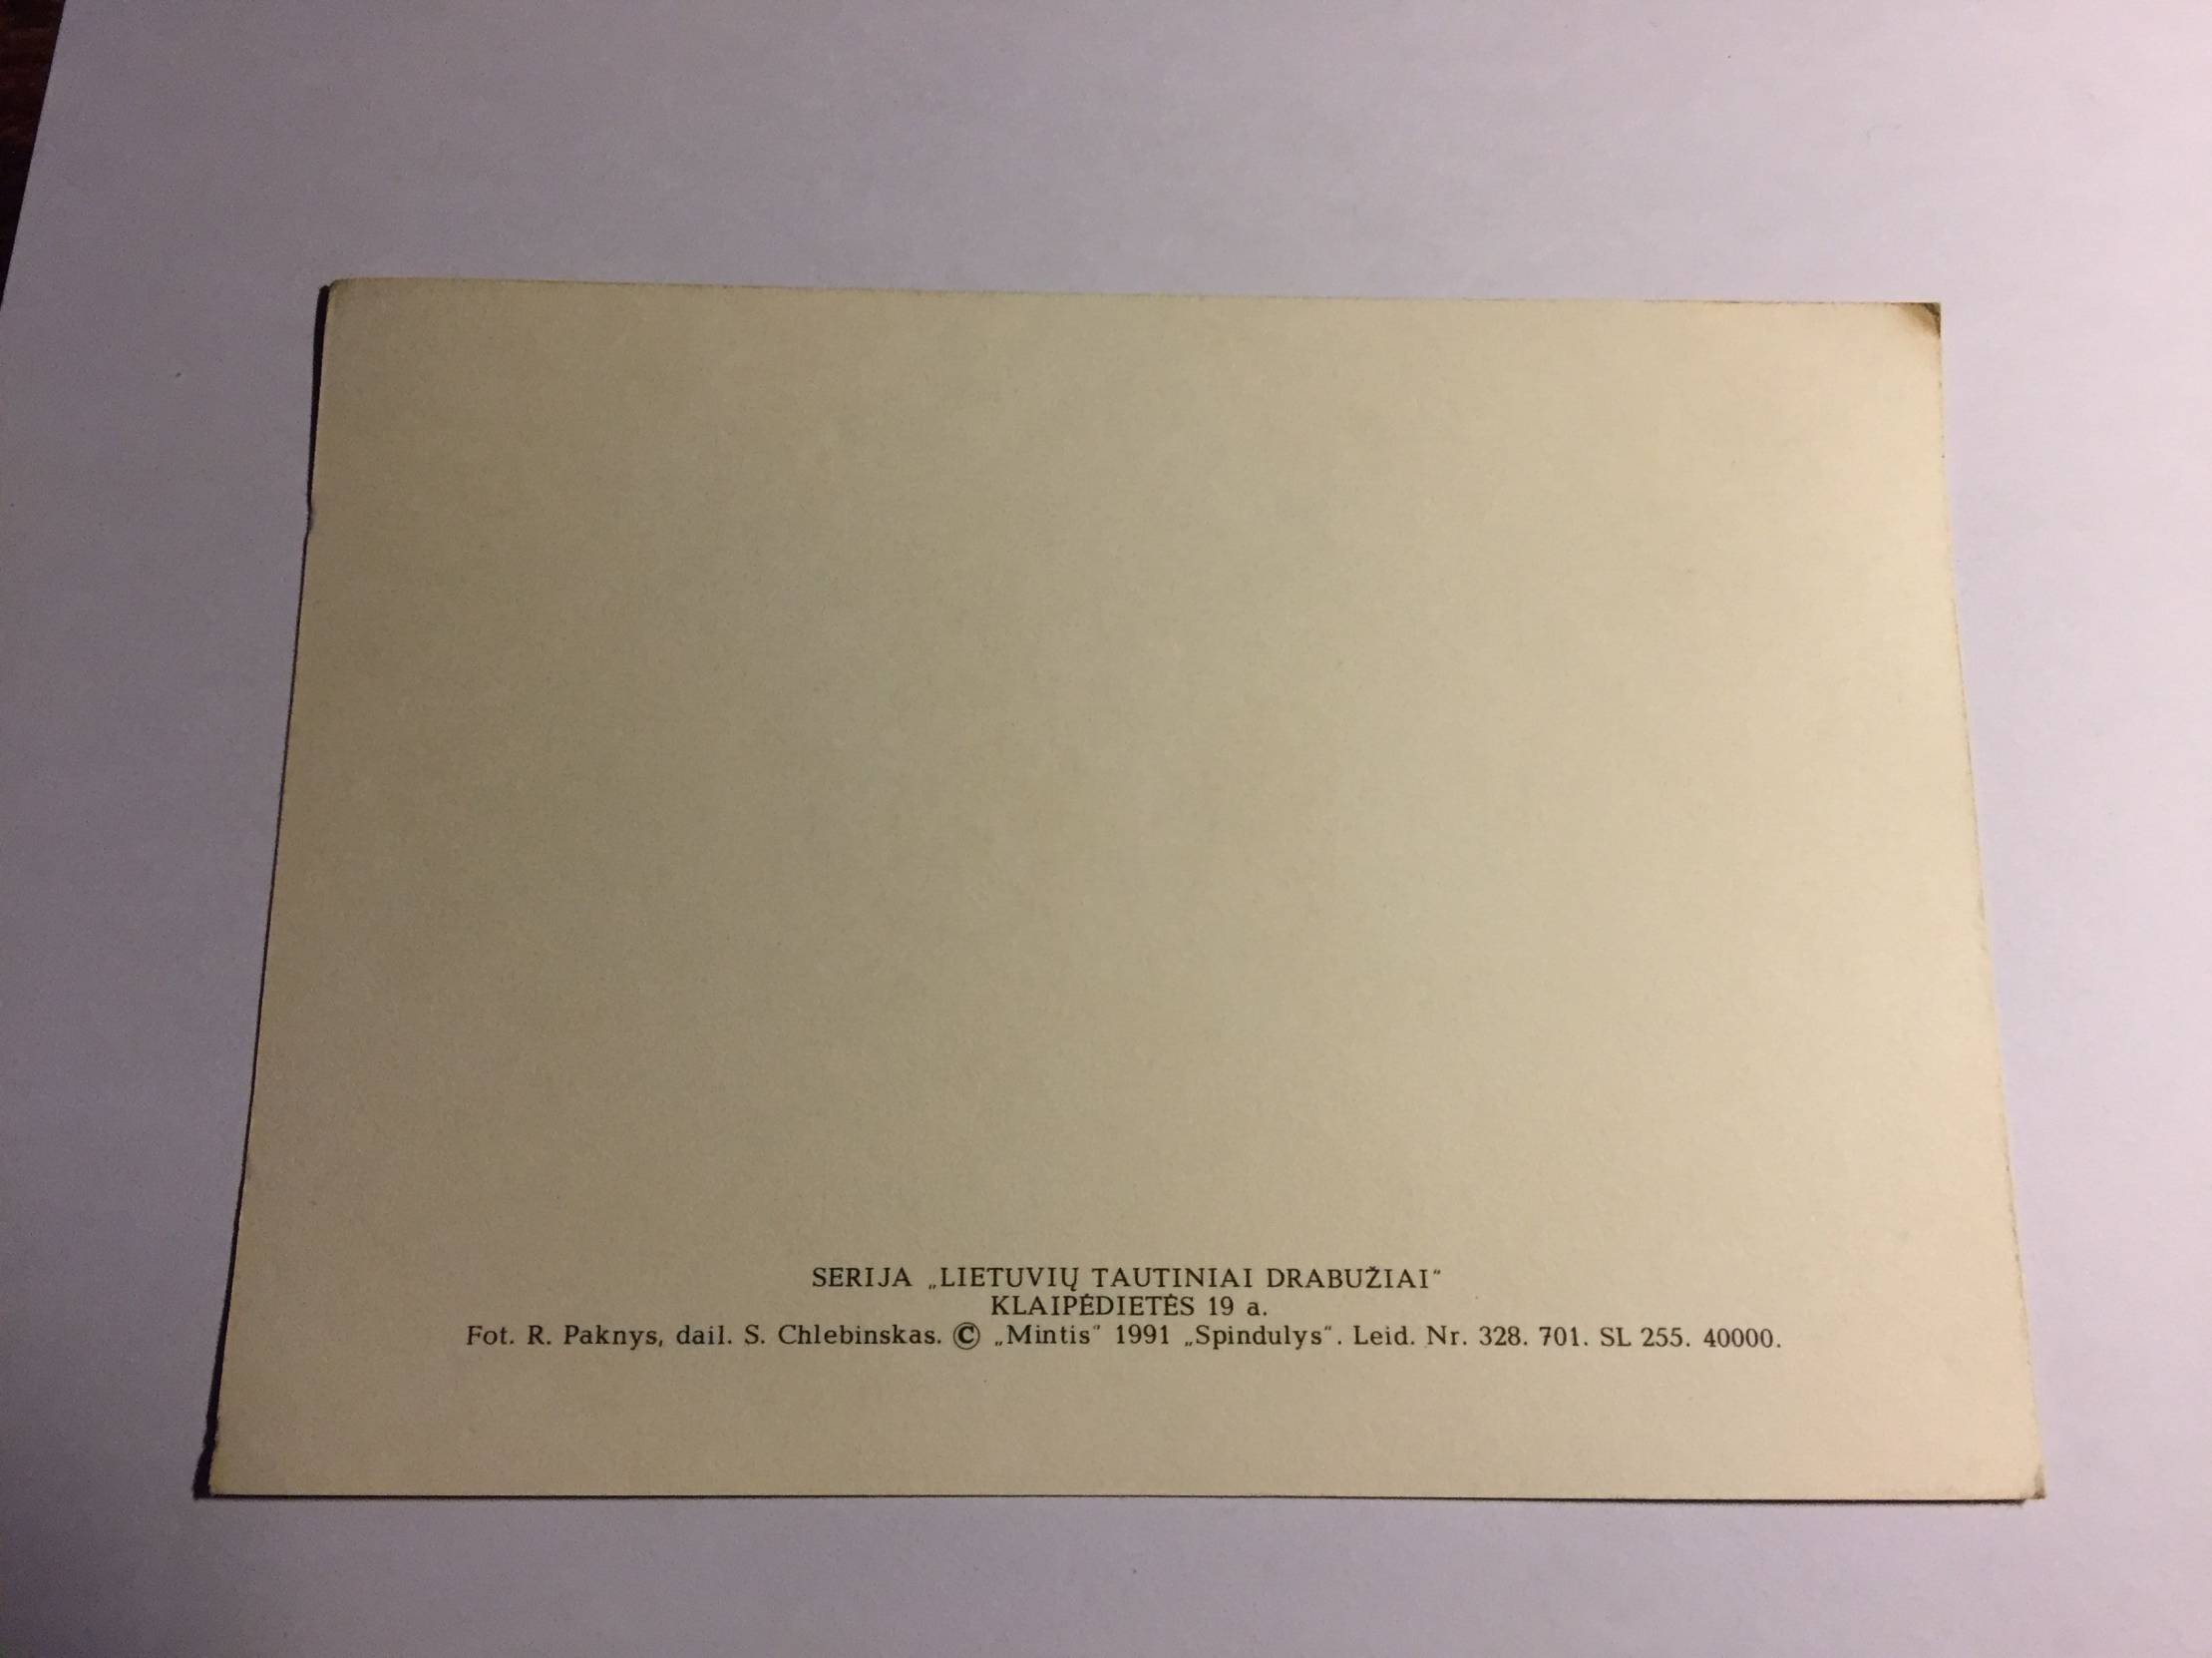 SERIJA „LIETUVIŲ TAUTINIAI DRABUŽIAI“
KLAIPĖDIETĖS 19 a.
Fot. R. Paknys, dail. S. Chlebinskas. © „Mintis“ 1991 „Spindulys“. Leid. Nr. 328. 701. SL 255. 40000.